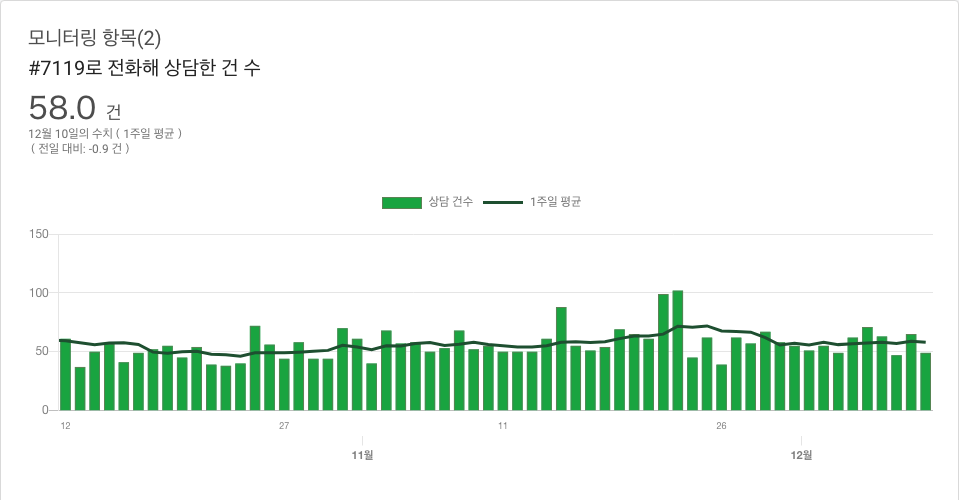 모니터링 항목(2)
#7119로 전화해 상담한 건 수
58.0 건
12월 10일의 수치 ( 1주일 평균 )
( 전일 대비: -0.9 건 )
상담 건수 1주일 평균
150
100
50
0
12 27 11 26
11월 12월